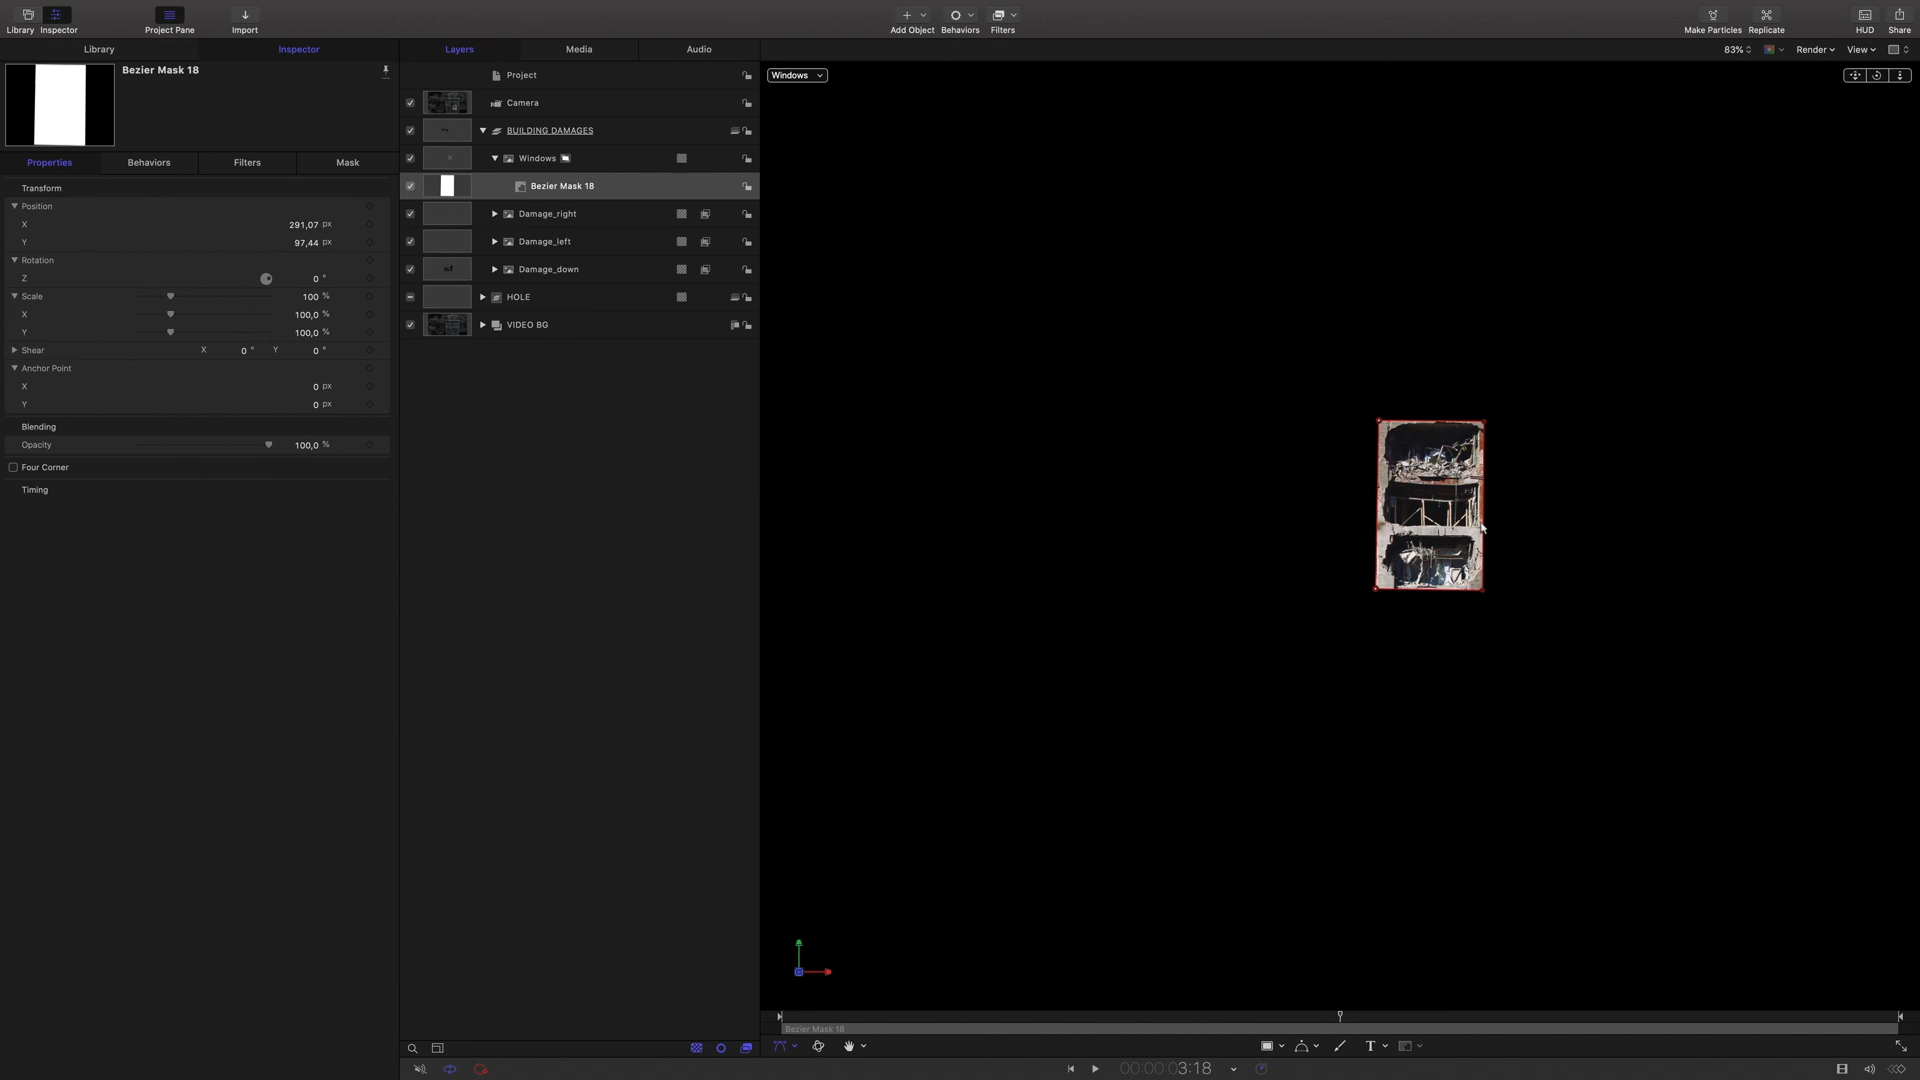 Library Inspector Project Pane Import Add Object Behaviors Filters Make Particles Replicate HUD Share
Library Inspector Layers Media Audio 83% Render View
Bezier Mask 18
Properties Behaviors Filters Mask
Transform
Position
X 291,07 px
Y 97,44 px
Rotation
Z 0 °
Scale 100 %
X 100,0 %
Y 100,0 %
Shear X 0 ° Y 0 °
Anchor Point
X 0 px
Y 0 px
Blending
Opacity 100,0 %
Four Corner
Timing
Project
Camera
BUILDING DAMAGES
Windows
Bezier Mask 18
Damage_right
Damage_left
Damage_down
HOLE
VIDEO BG
Windows
Bezier Mask 18
T
00:00:03:18